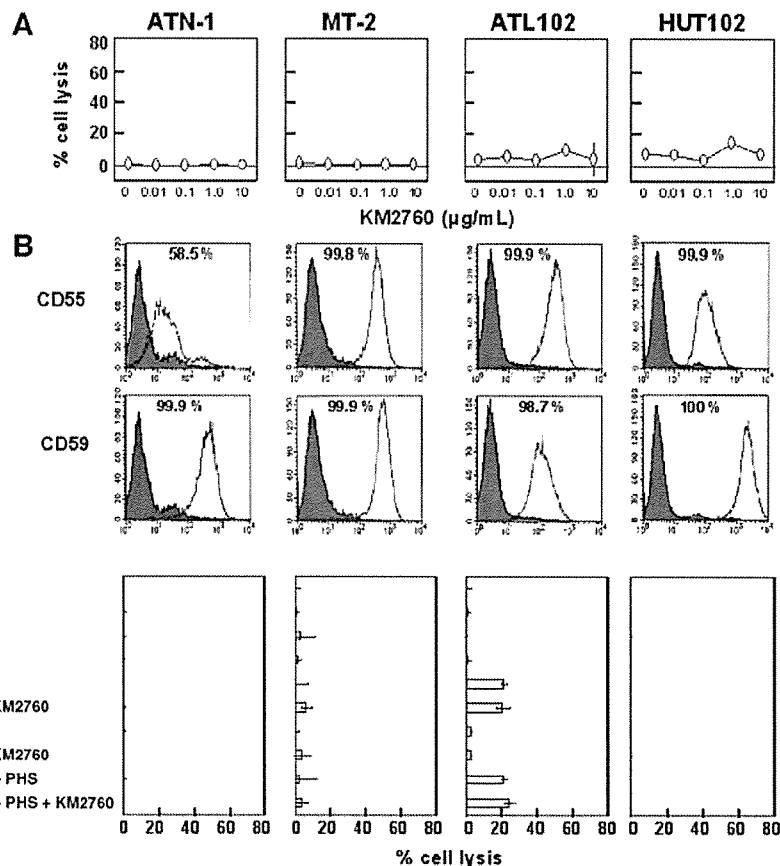 A
ATN-1 MT-2 ATL102 HUT102
% cell lysis
80
60
40
20
0
0 0.01 0.1 1.0 10 0 0.01 0.1 1.0 10 0 0.01 0.1 1.0 10 0 0.01 0.1 1.0 10
KM2760 (µg/mL)
B
CD55
58.5 % 99.8 % 99.9 % 99.9 %
CD59
99.9 % 99.9 % 98.7 % 100 %
KM2760
KM2760
PHS
PHS + KM2760
0 20 40 60 80 0 20 40 60 80 0 20 40 60 80 0 20 40 60 80
% cell lysis